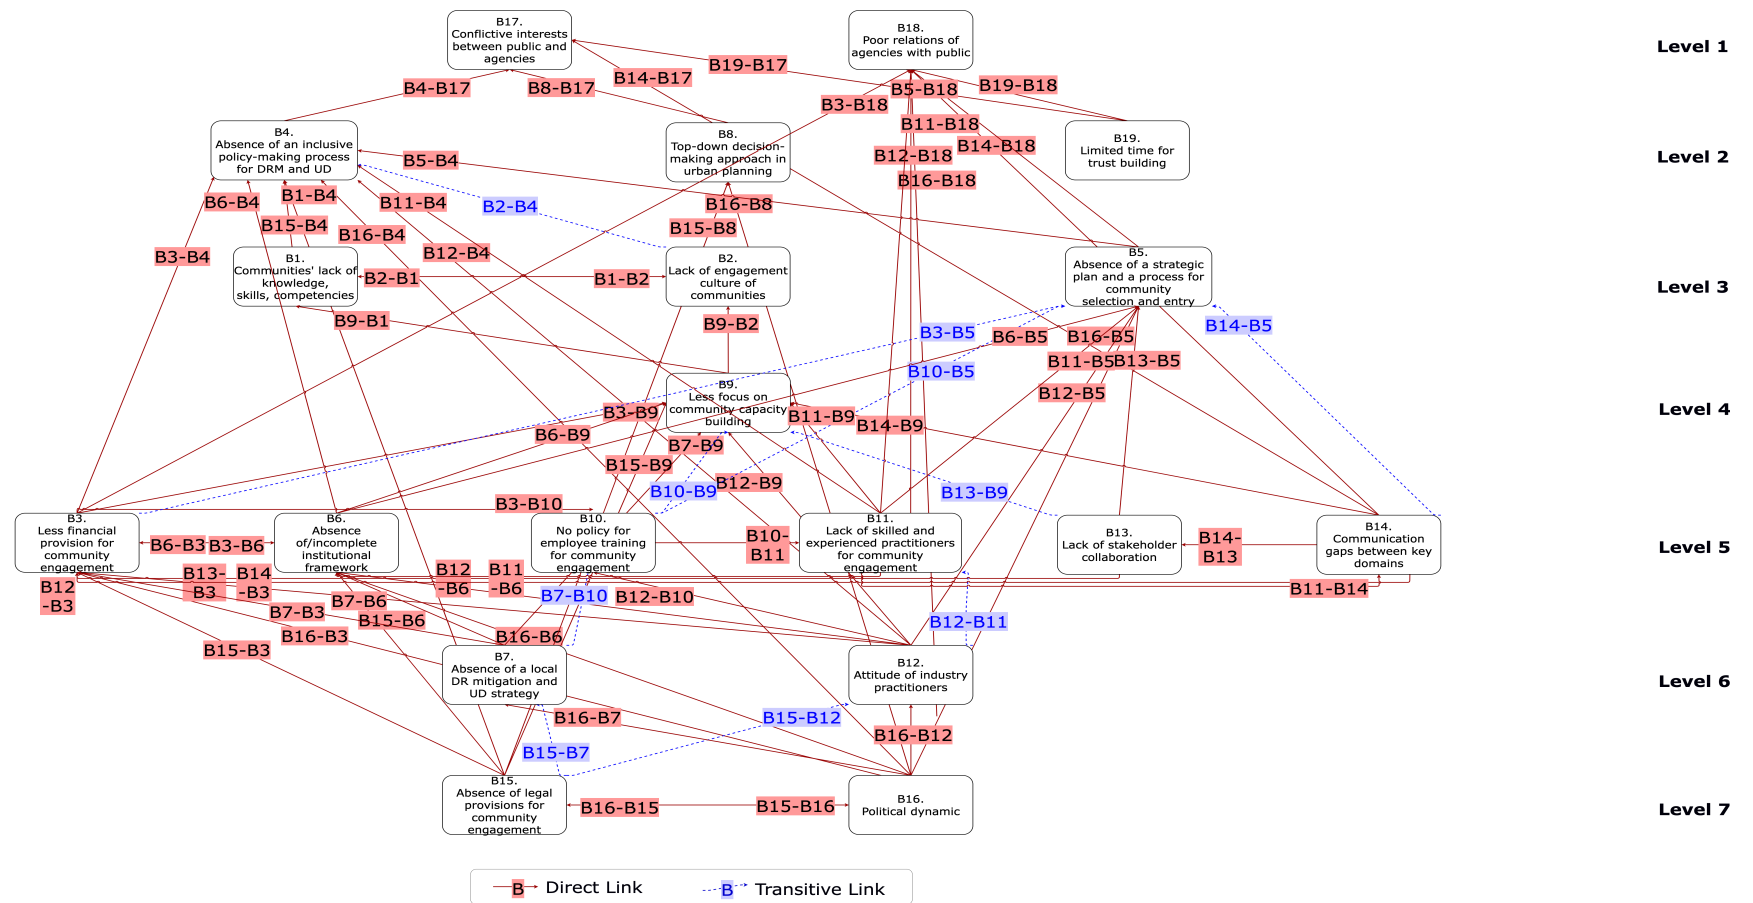 B17.
Conflictive interests
between public and
agencies
B18.
Poor relations of
agencies with public
Level 1
B19-B17
B14-B17
B4-B17
B8-B17
B5-B18
B19-B18
B3-B18
B11-B18
B14-B18
B12-B18
B16-B18
B4.
Absence of an inclusive
policy-making process
for DRM and UD
B8.
Top-down decision-
making approach in
urban planning
B19.
Limited time for
trust building
Level 2
B5-B4
B6-B4
B1-B4
B11-B4
B2-B4
B16-B8
B15-B4
B16-B4
B15-B8
B12-B4
B3-B4
B1.
Communities' lack of
knowledge,
skills, competencies
B2-B1
B1-B2
B2.
Lack of engagement
culture of
communities
B5.
Absence of a strategic
plan and a process for
community
selection and entry
Level 3
B9-B1
B9-B2
B3-B5
B6-B5
B16-B5
B14-B5
B11-B5
B13-B5
B10-B5
B12-B5
B9.
Less focus on
community capacity
building
Level 4
B3-B9
B11-B9
B14-B9
B6-B9
B7-B9
B15-B9
B12-B9
B10-B9
B13-B9
B3-B10
B3.
Less financial
provision for
community
engagement
B6-B3
B3-B6
B6.
Absence
of/incomplete
institutional
framework
B10.
No policy for
employee training
for community
engagement
B10-
B11
B11.
Lack of skilled and
experienced practitioners
for community
engagement
B13.
Lack of stakeholder
collaboration
B14-
B13
B14.
Communication
gaps between key
domains
Level 5
B12
-B3
B13-
B3
B14
-B3
B12
-B6
B11
-B6
B7-B10
B12-B10
B11-B14
B7-B3
B7-B6
B15-B6
B16-B3
B16-B6
B12-B11
B15-B3
B7.
Absence of a local
DR mitigation and
UD strategy
B12.
Attitude of industry
practitioners
Level 6
B16-B7
B15-B12
B16-B12
B15-B7
B15.
Absence of legal
provisions for
community
engagement
B16-B15
B15-B16
B16.
Political dynamic
Level 7
B Direct Link
B Transitive Link